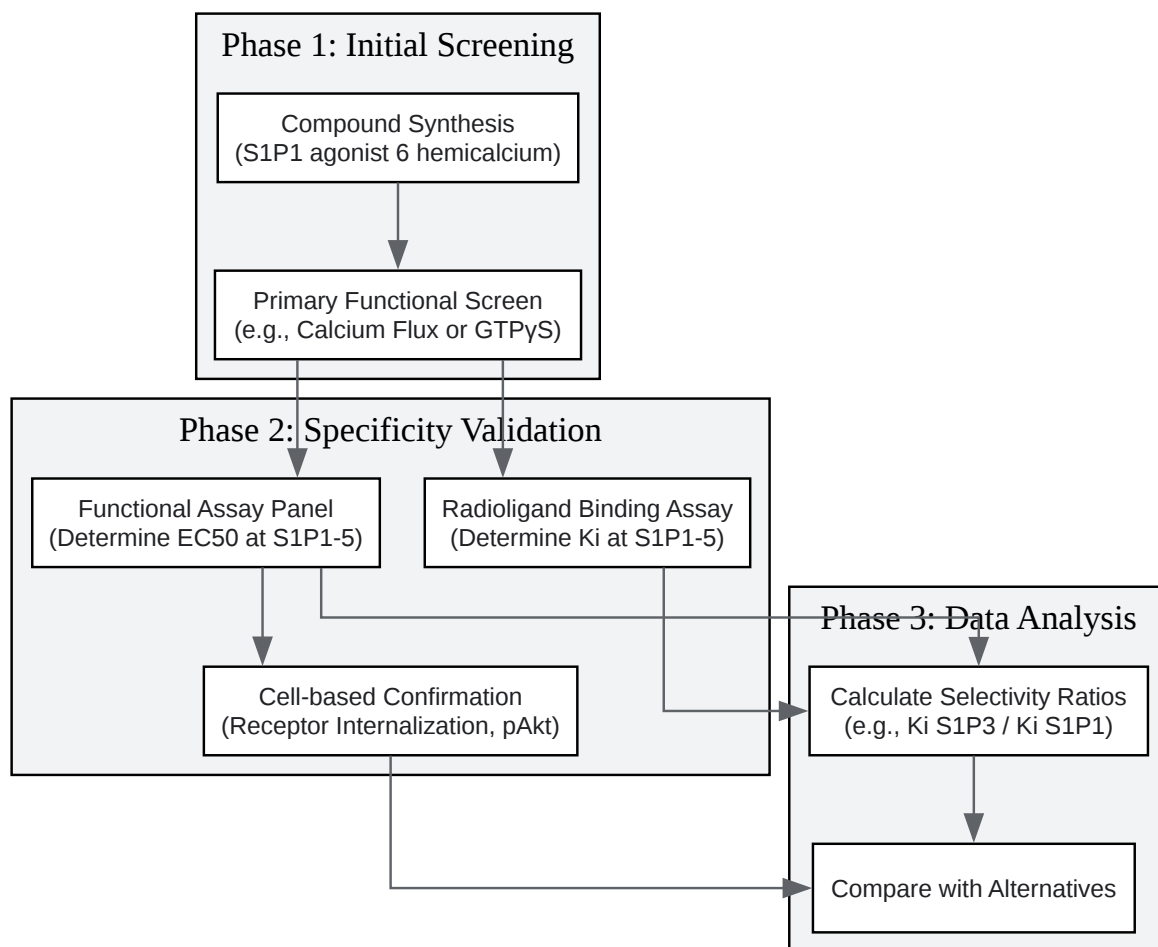 Phase 1: Initial Screening
Compound Synthesis
(S1P1 agonist 6 hemicalcium)
Primary Functional Screen
(e.g., Calcium Flux or GTPγS)
Phase 2: Specificity Validation
Functional Assay Panel
(Determine EC50 at S1P1-5)
Radioligand Binding Assay
(Determine Ki at S1P1-5)
Cell-based Confirmation
(Receptor Internalization, pAkt)
Phase 3: Data Analysis
Calculate Selectivity Ratios
(e.g., Ki S1P3 / Ki S1P1)
Compare with Alternatives